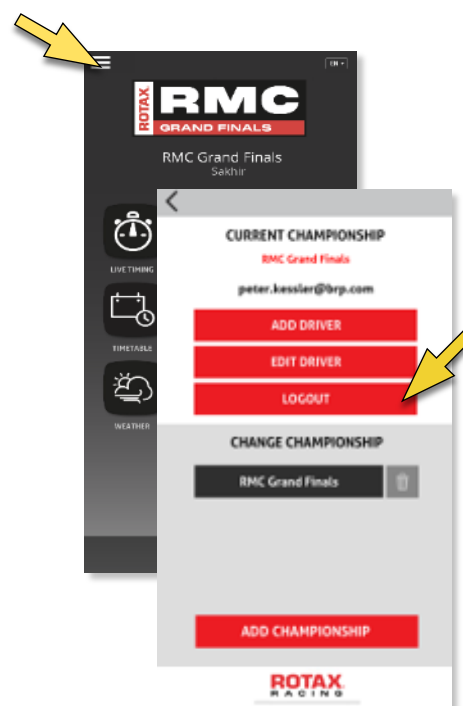 EN
ROTAX
RMC
GRAND FINALS
RMC Grand Finals
Sakhir
LIVE TIMING
TIMETABLE
WEATHER
CURRENT CHAMPIONSHIP
RMC Grand Finals
peter.kessler@brp.com
ADD DRIVER
EDIT DRIVER
LOGOUT
CHANGE CHAMPIONSHIP
RMC Grand Finals
ADD CHAMPIONSHIP
ROTAX
RACING